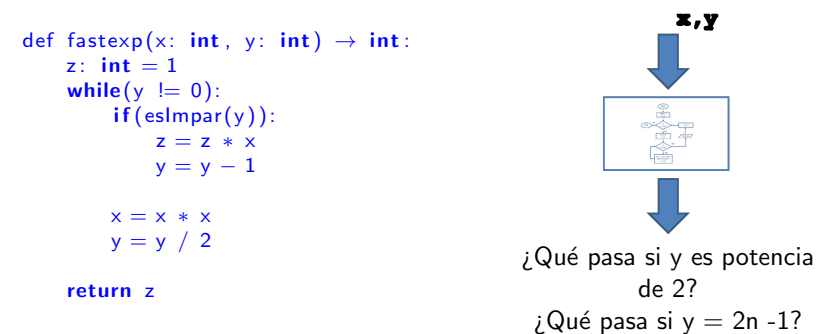 def fastexp(x: int, y: int) → int:
    z: int = 1
    while(y != 0):
        if(esImpar(y)):
            z = z * x
            y = y − 1

        x = x * x
        y = y / 2

    return z
x,y
¿Qué pasa si y es potencia
de 2?
¿Qué pasa si y = 2n -1?